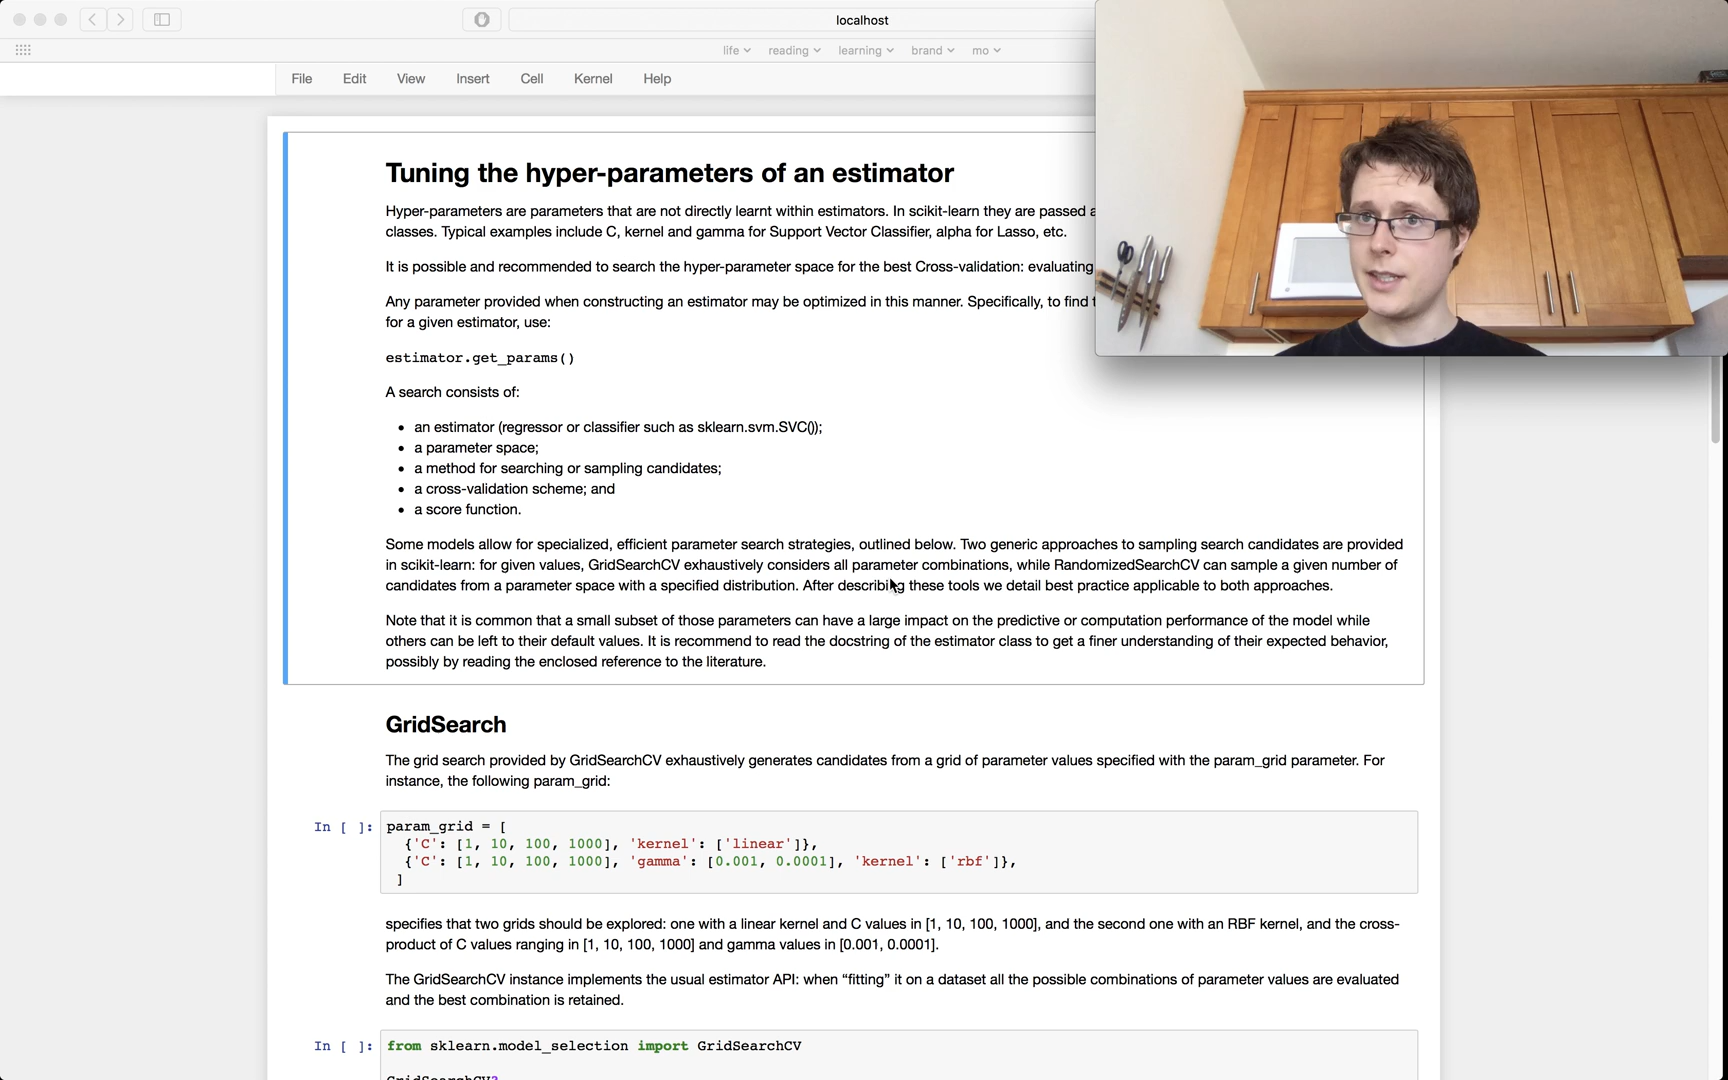 localhost
life reading learning brand mo
File Edit View Insert Cell Kernel Help
Tuning the hyper-parameters of an estimator
Hyper-parameters are parameters that are not directly learnt within estimators. In scikit-learn they are passed
classes. Typical examples include C, kernel and gamma for Support Vector Classifier, alpha for Lasso, etc.
It is possible and recommended to search the hyper-parameter space for the best Cross-validation: evaluating
Any parameter provided when constructing an estimator may be optimized in this manner. Specifically, to find
for a given estimator, use:
estimator.get_params()
A search consists of:
• an estimator (regressor or classifier such as sklearn.svm.SVC());
• a parameter space;
• a method for searching or sampling candidates;
• a cross-validation scheme; and
• a score function.
Some models allow for specialized, efficient parameter search strategies, outlined below. Two generic approaches to sampling search candidates are provided
in scikit-learn: for given values, GridSearchCV exhaustively considers all parameter combinations, while RandomizedSearchCV can sample a given number of
candidates from a parameter space with a specified distribution. After describing these tools we detail best practice applicable to both approaches.
Note that it is common that a small subset of those parameters can have a large impact on the predictive or computation performance of the model while
others can be left to their default values. It is recommend to read the docstring of the estimator class to get a finer understanding of their expected behavior,
possibly by reading the enclosed reference to the literature.
GridSearch
The grid search provided by GridSearchCV exhaustively generates candidates from a grid of parameter values specified with the param_grid parameter. For
instance, the following param_grid:
In [ ]: param_grid = [
{'C': [1, 10, 100, 1000], 'kernel': ['linear']},
{'C': [1, 10, 100, 1000], 'gamma': [0.001, 0.0001], 'kernel': ['rbf']},
]
specifies that two grids should be explored: one with a linear kernel and C values in [1, 10, 100, 1000], and the second one with an RBF kernel, and the cross-
product of C values ranging in [1, 10, 100, 1000] and gamma values in [0.001, 0.0001].
The GridSearchCV instance implements the usual estimator API: when “fitting” it on a dataset all the possible combinations of parameter values are evaluated
and the best combination is retained.
In [ ]: from sklearn.model_selection import GridSearchCV
GridSearchCV?